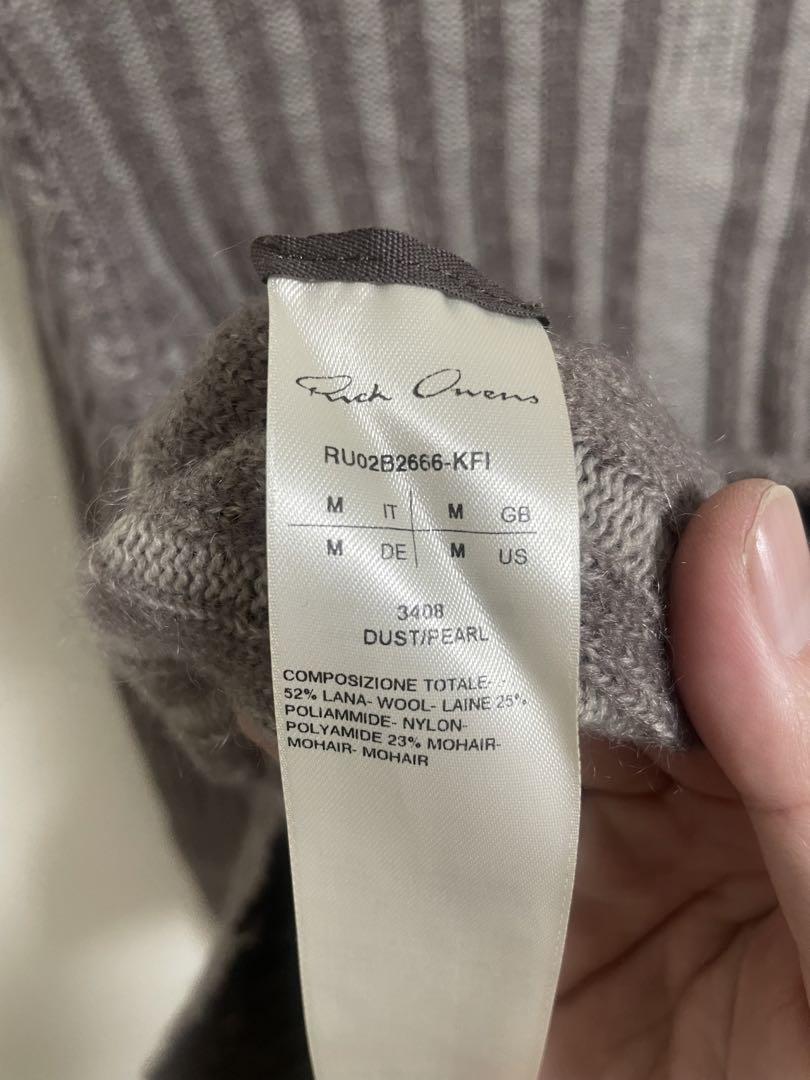 Rick Owens
RU02B2666-KFI
M IT M GB
M DE M US
3408
DUST/PEARL
COMPOSIZIONE TOTALE- -
52% LANA- WOOL- LAINE 25%
POLIAMMIDE- NYLON-
POLYAMIDE 23% MOHAIR-
MOHAIR- MOHAIR